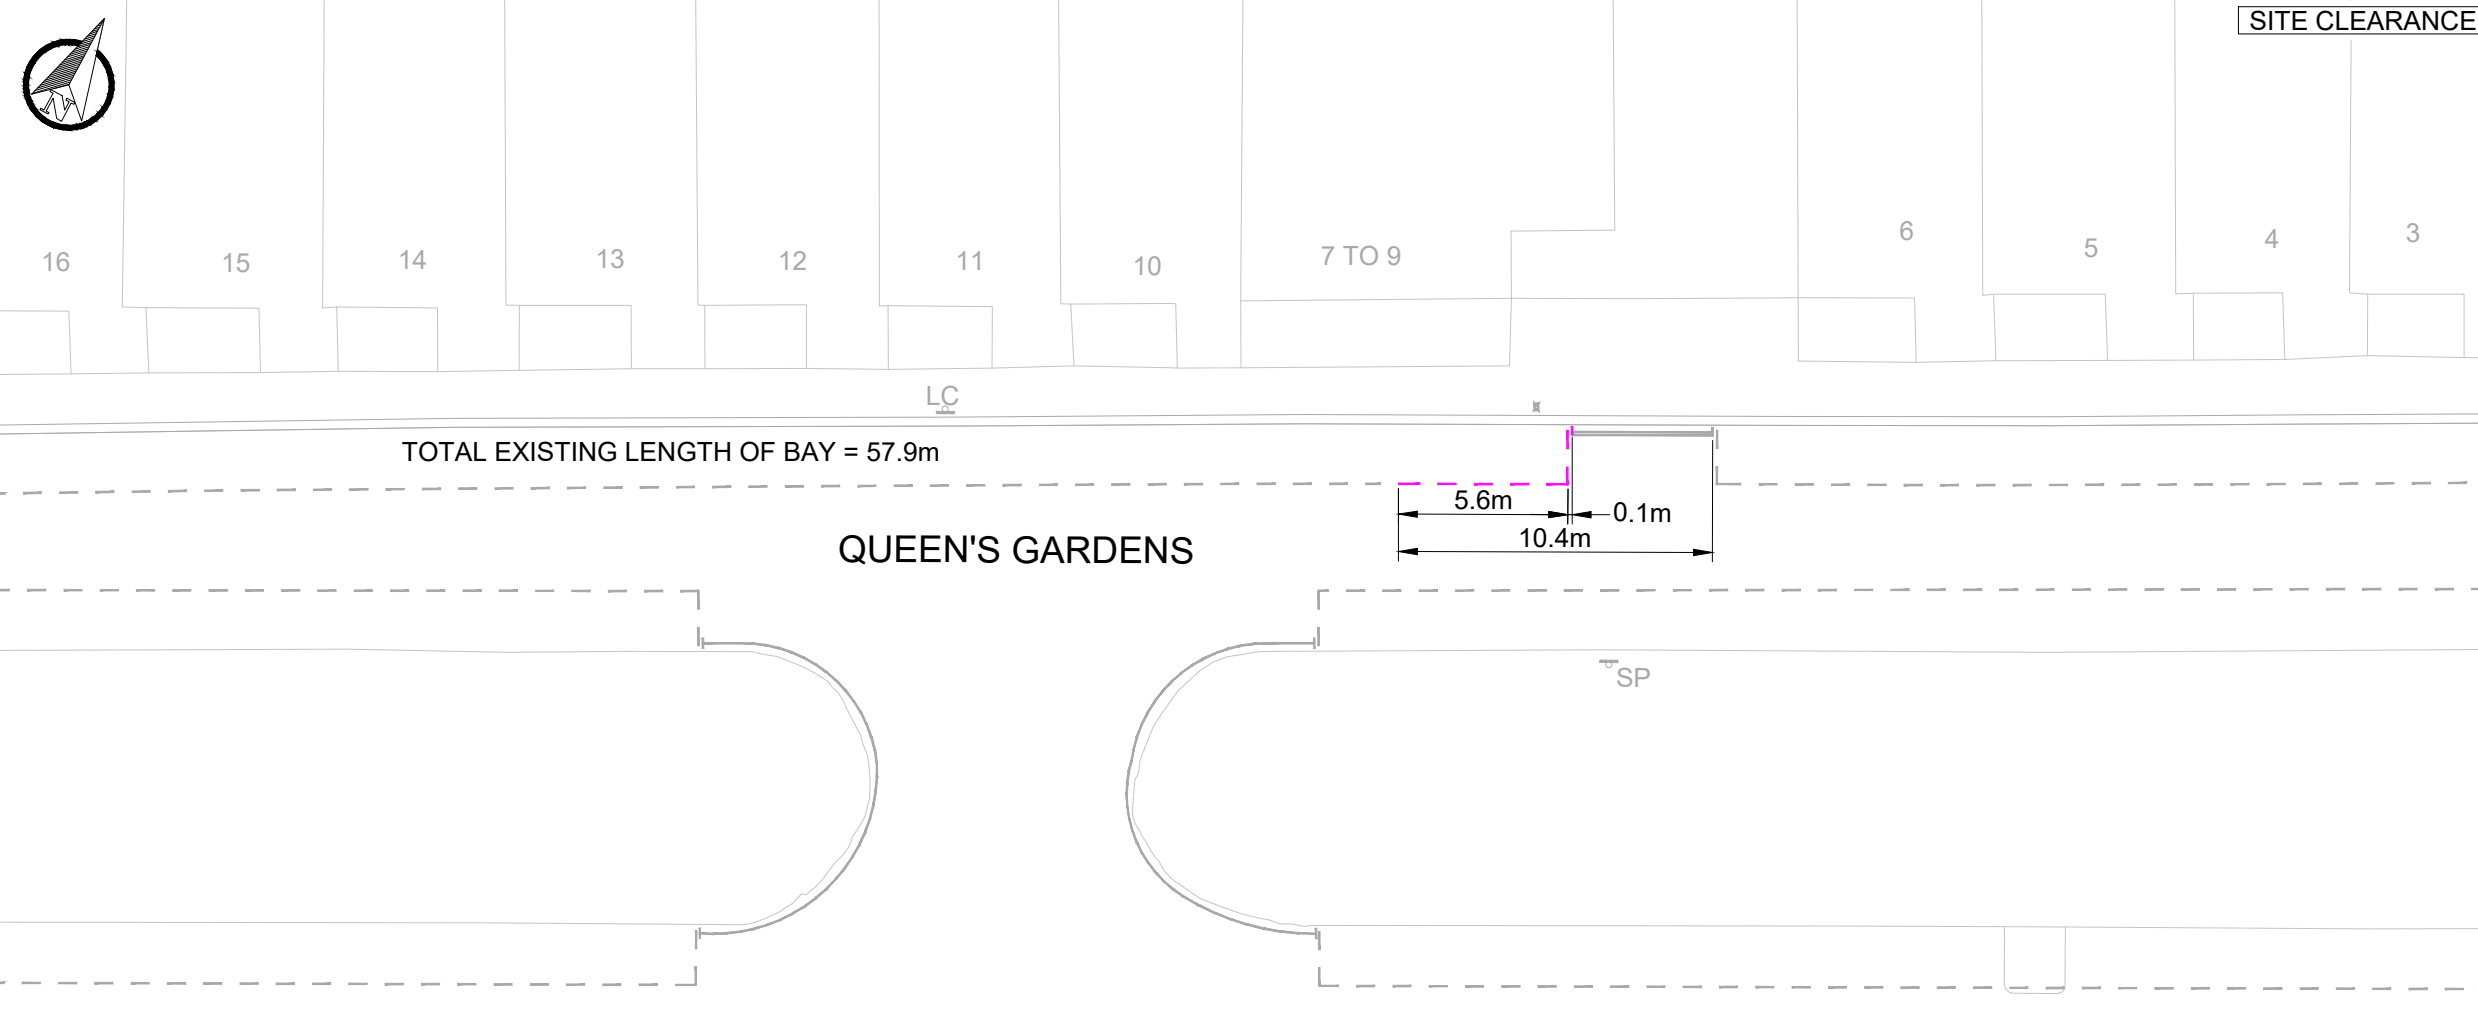 SITE CLEARANCE
N
16
15
14
13
12
11
10
7 TO 9
6
5
4
3
LC
TOTAL EXISTING LENGTH OF BAY = 57.9m
5.6m
0.1m
10.4m
QUEEN'S GARDENS
SP